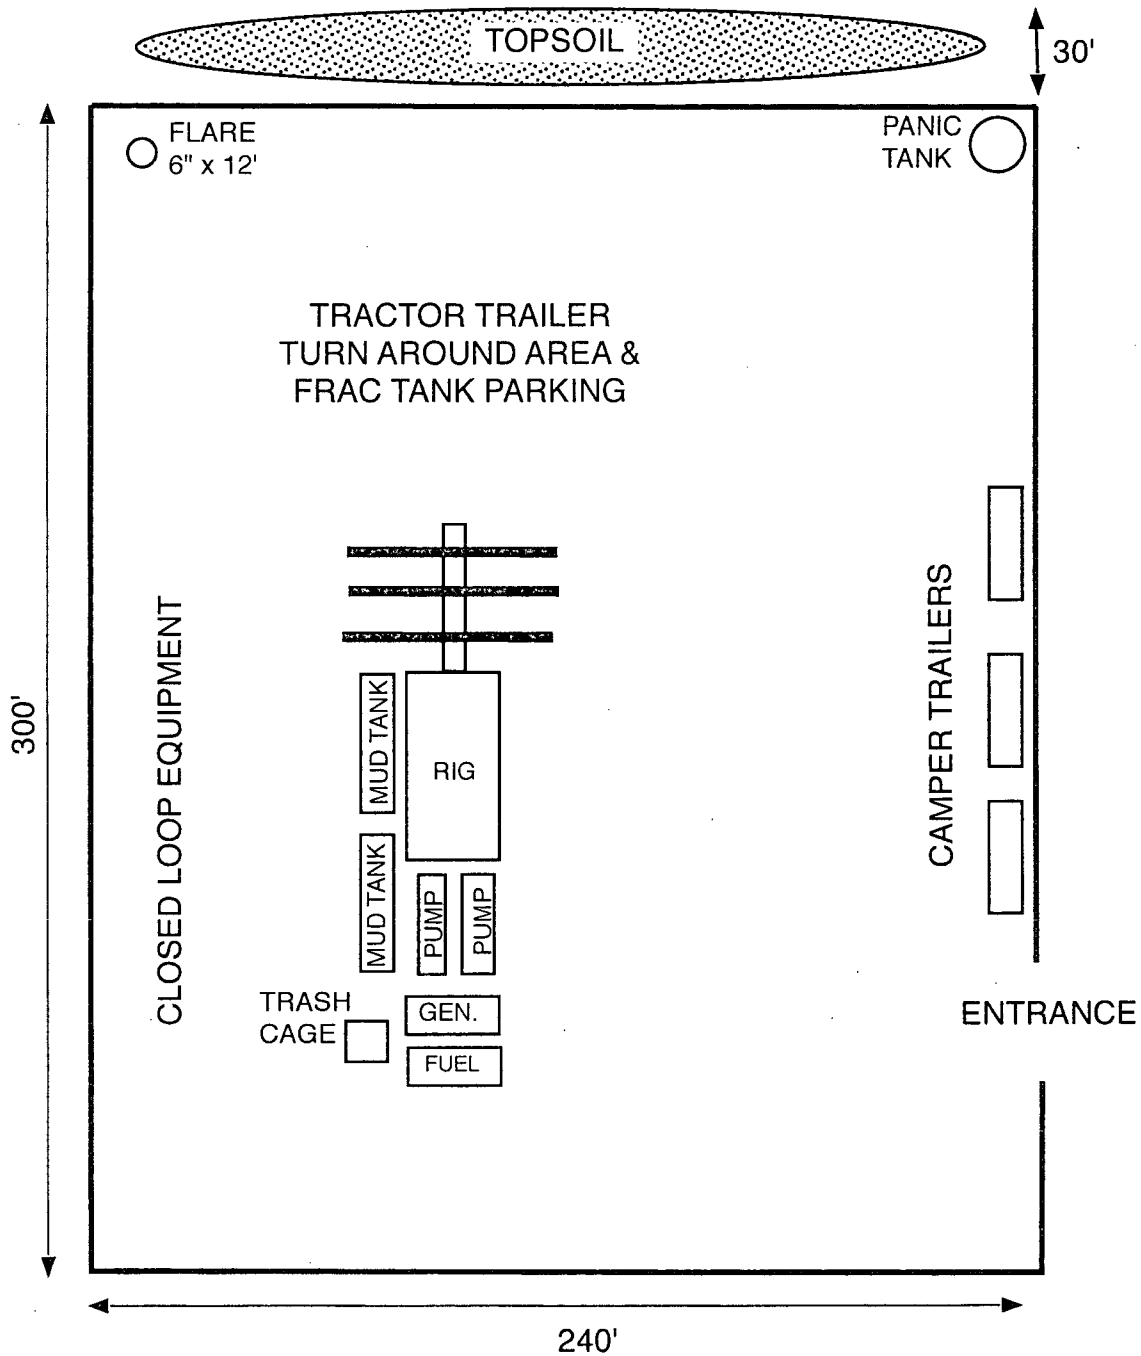 TOPSOIL
30'
FLARE
6" x 12'
PANIC
TANK
TRACTOR TRAILER
TURN AROUND AREA &
FRAC TANK PARKING
300'
CLOSED LOOP EQUIPMENT
MUD TANK
RIG
MUD TANK
PUMP
PUMP
CAMPER TRAILERS
TRASH
CAGE
GEN.
FUEL
ENTRANCE
240'